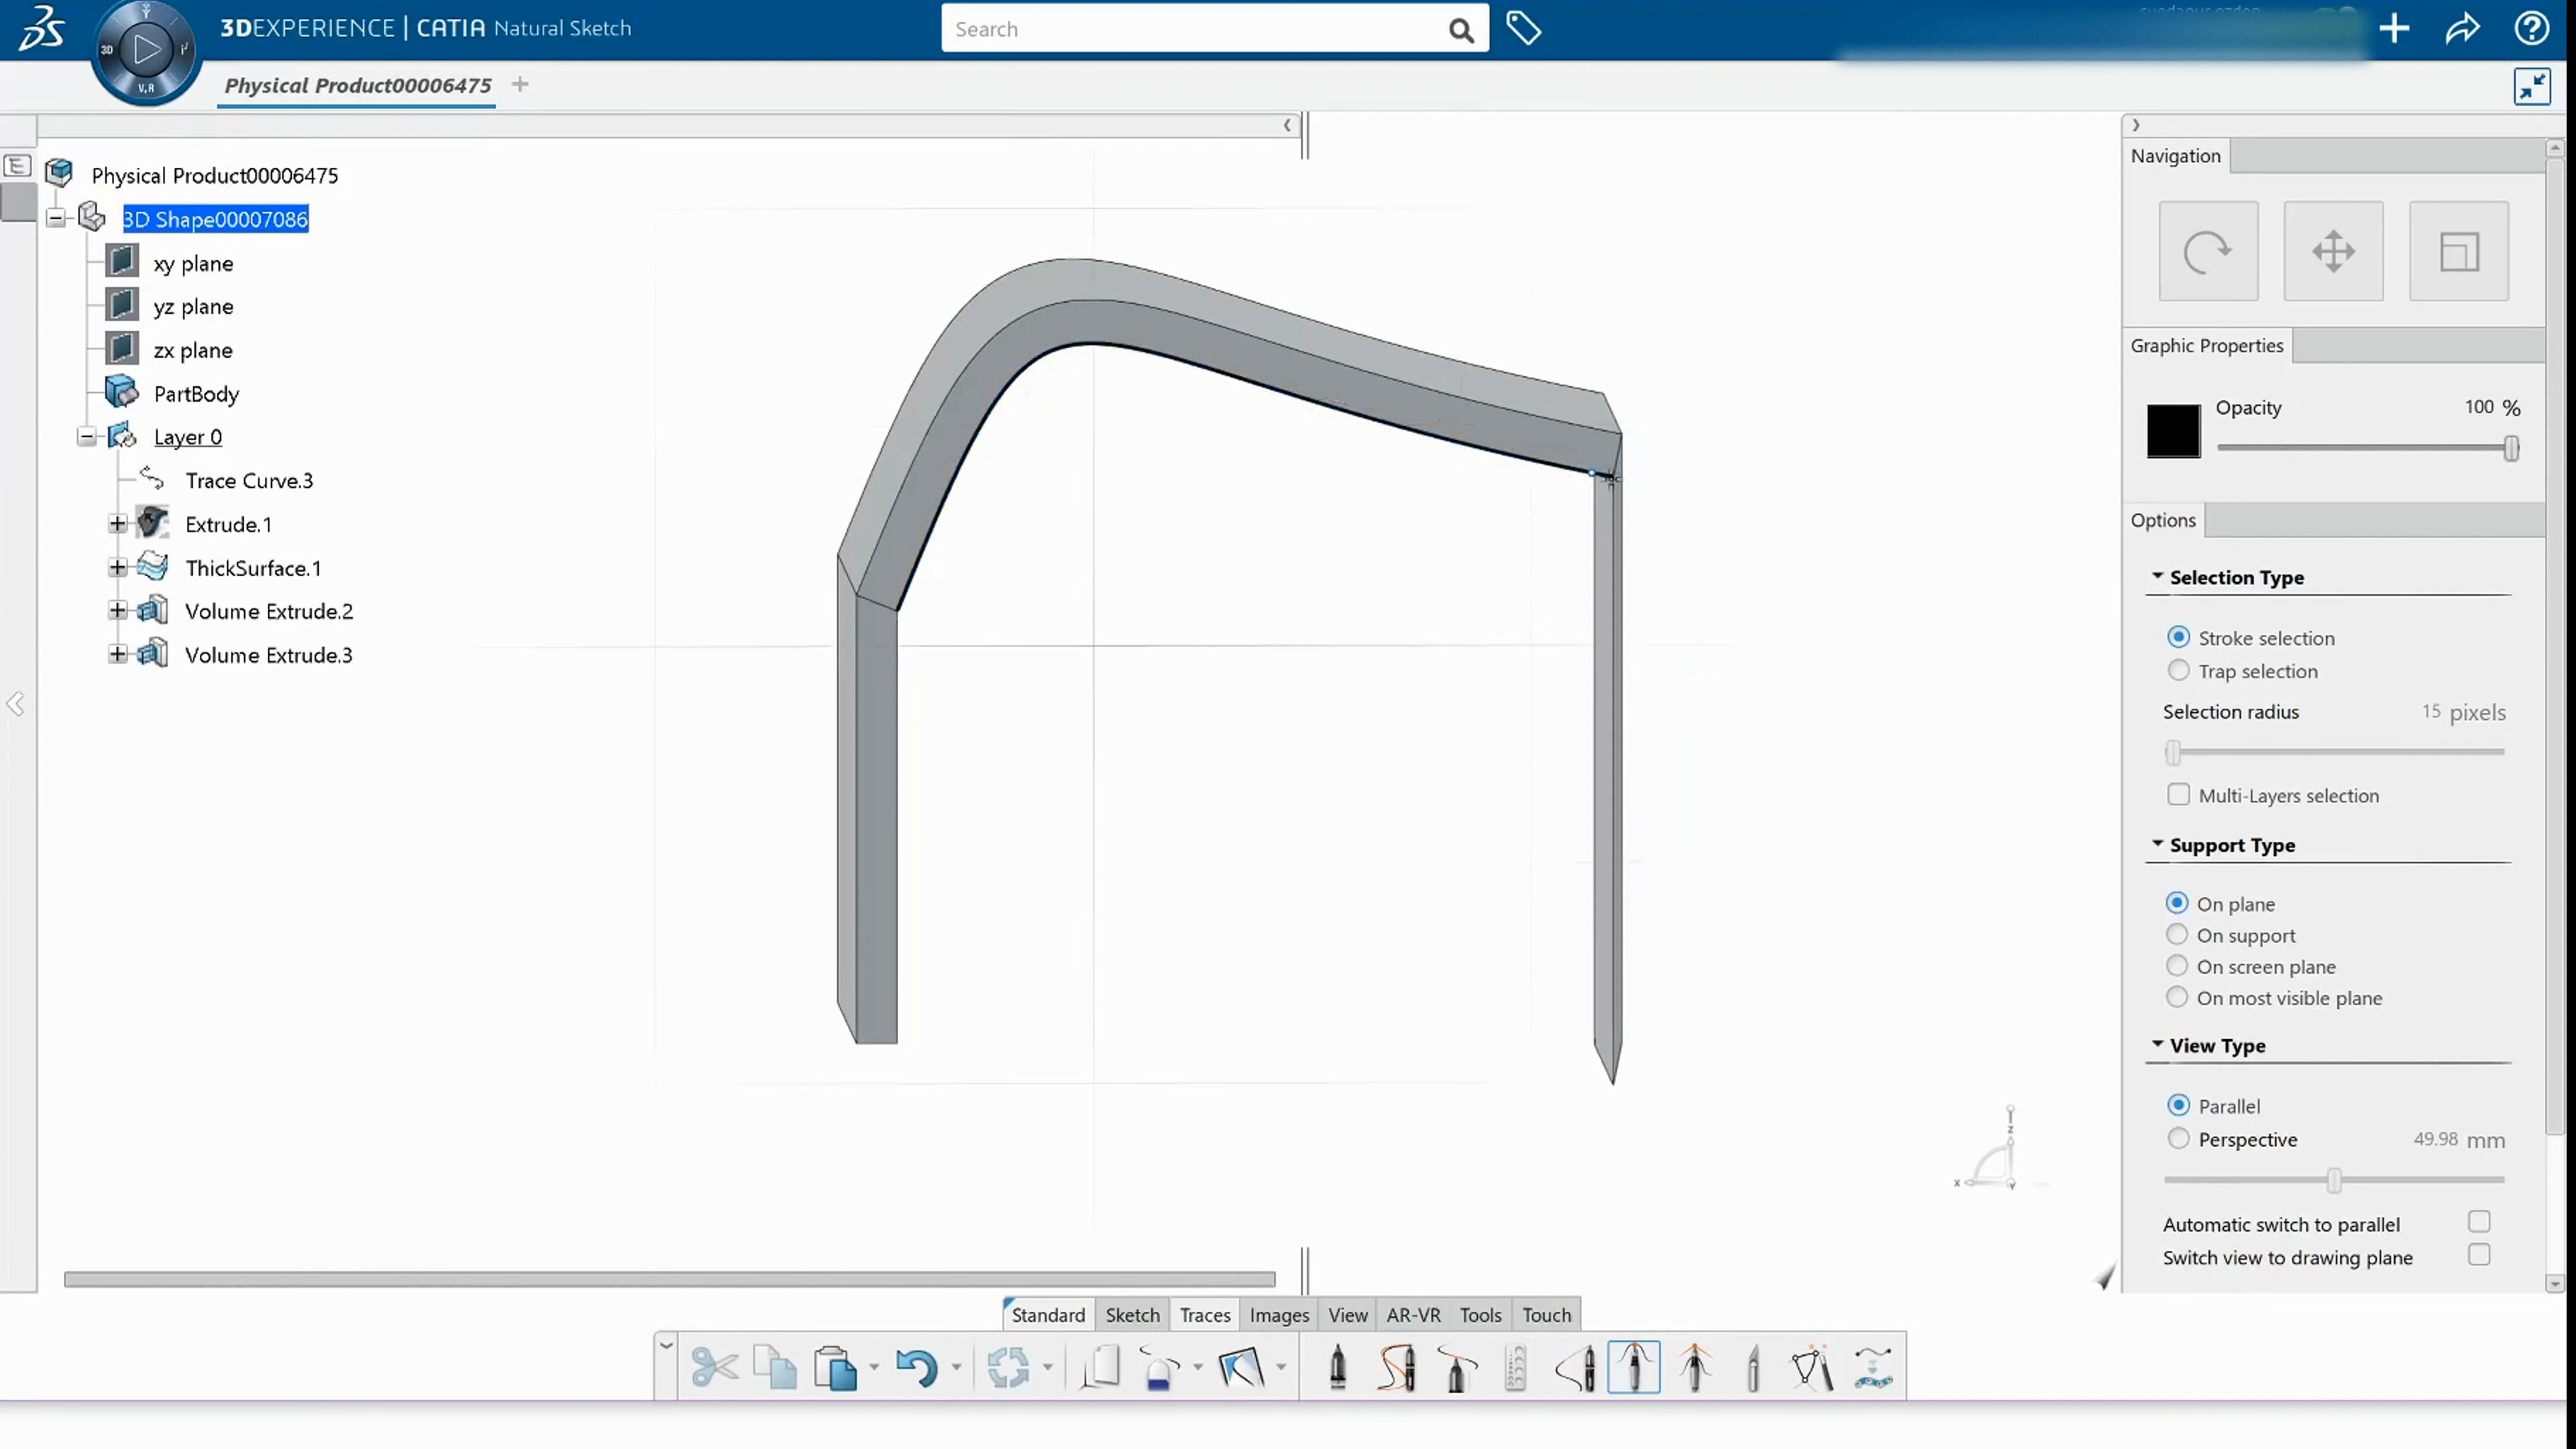 3DEXPERIENCE | CATIA Natural Sketch
Search
3D
V,R
Physical Product00006475
Physical Product00006475
3D Shape00007086
xy plane
yz plane
zx plane
PartBody
Layer 0
Trace Curve.3
Extrude.1
ThickSurface.1
Volume Extrude.2
Volume Extrude.3
z
x
Y
Navigation
Graphic Properties
Opacity 100 %
Options
Selection Type
Stroke selection
Trap selection
Selection radius 15 pixels
Multi-Layers selection
Support Type
On plane
On support
On screen plane
On most visible plane
View Type
Parallel
Perspective 49.98 mm
Automatic switch to parallel
Switch view to drawing plane
Standard Sketch Traces Images View AR-VR Tools Touch